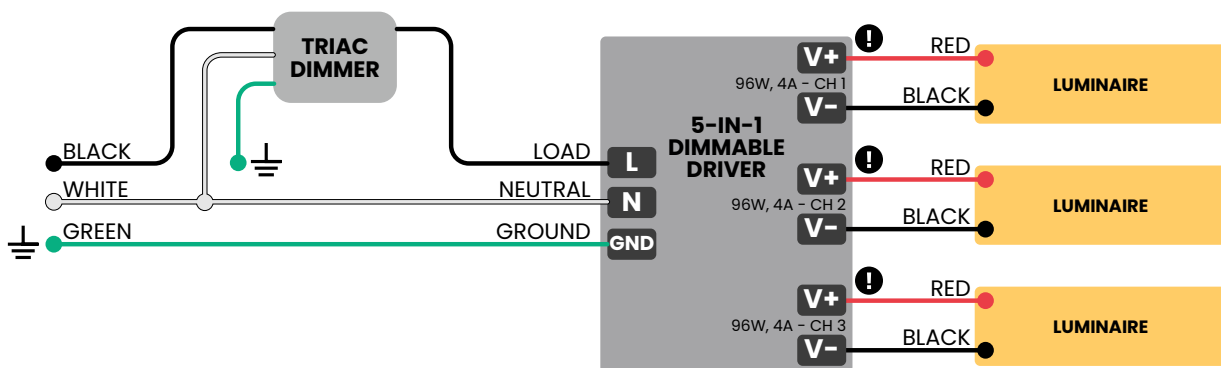 TRIAC
DIMMER
BLACK
WHITE
GREEN
LOAD
NEUTRAL
GROUND
L
N
GND
5-IN-1
DIMMABLE
DRIVER
V+
96W, 4A - CH 1
V-
!
RED
BLACK
LUMINAIRE
V+
96W, 4A - CH 2
V-
!
RED
BLACK
LUMINAIRE
V+
96W, 4A - CH 3
V-
!
RED
BLACK
LUMINAIRE